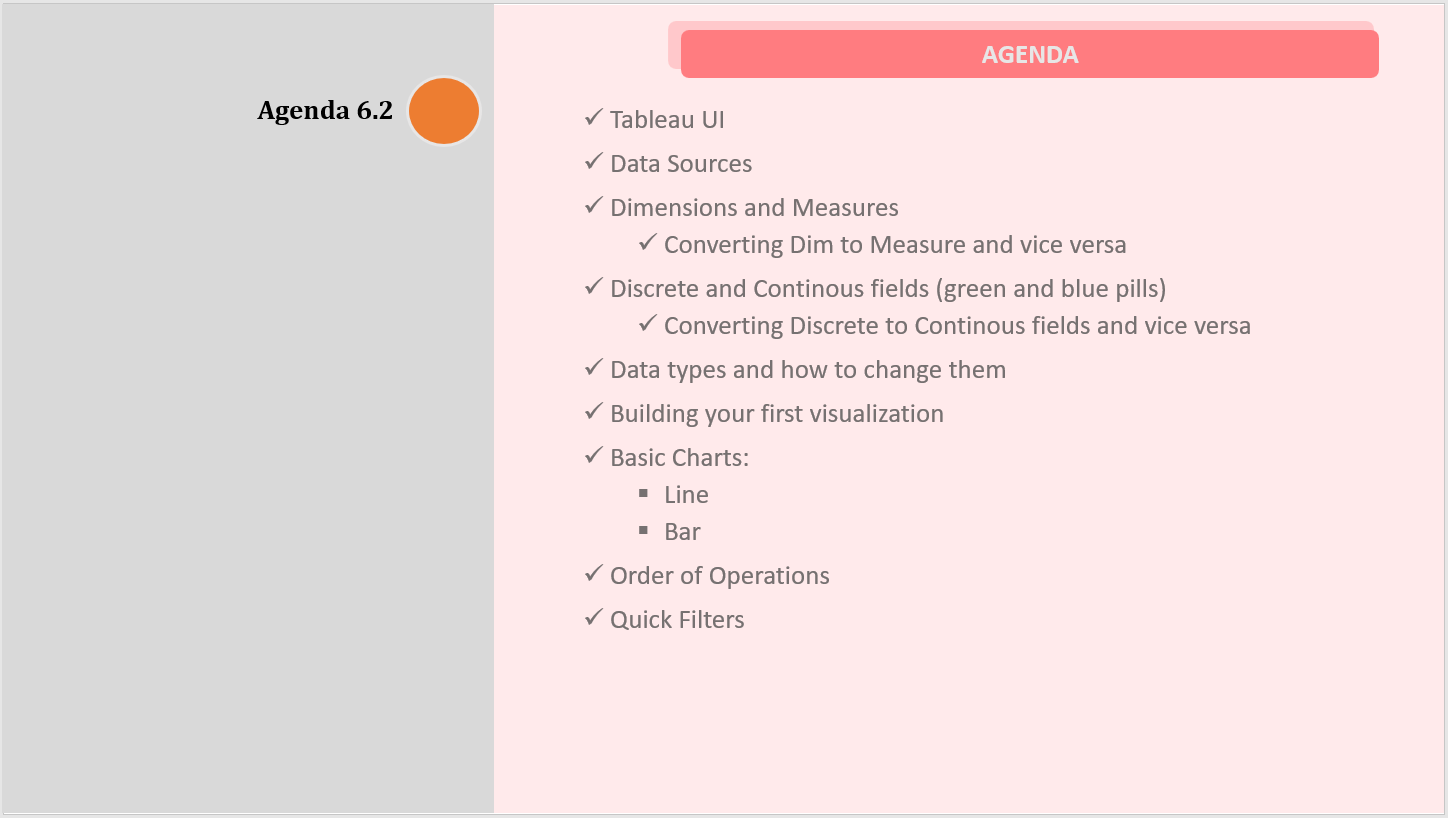 Agenda 6.2
AGENDA
✓ Tableau UI
✓ Data Sources
✓ Dimensions and Measures
✓ Converting Dim to Measure and vice versa
✓ Discrete and Continous fields (green and blue pills)
✓ Converting Discrete to Continous fields and vice versa
✓ Data types and how to change them
✓ Building your first visualization
✓ Basic Charts:
▪ Line
▪ Bar
✓ Order of Operations
✓ Quick Filters